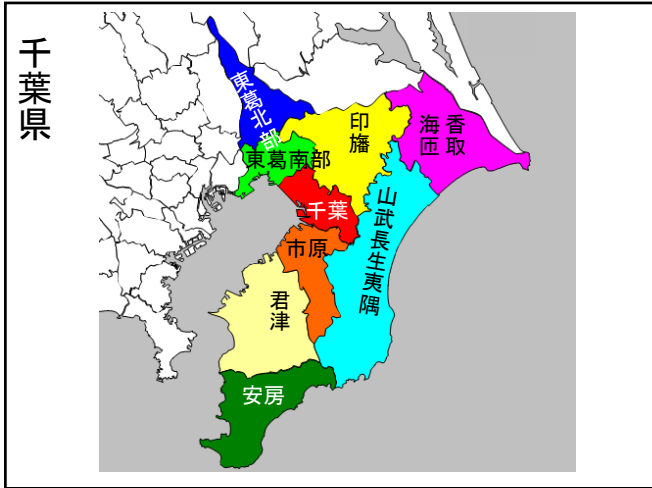 千葉県
東葛北部
印旛
香取
海匝
東葛南部
千葉
山武長生夷隅
市原
君津
安房